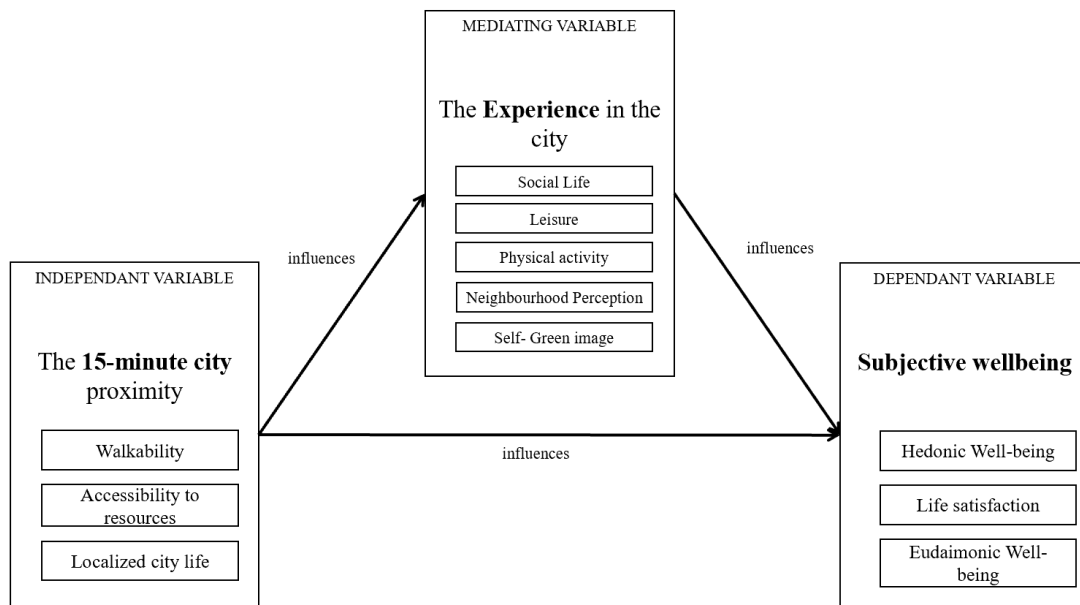 MEDIATING VARIABLE
The Experience in the
city
Social Life
Leisure
Physical activity
Neighbourhood Perception
Self- Green image
influences
influences
INDEPENDANT VARIABLE
The 15-minute city
proximity
Walkability
Accessibility to
resources
Localized city life
influences
DEPENDANT VARIABLE
Subjective wellbeing
Hedonic Well-being
Life satisfaction
Eudaimonic Well-
being